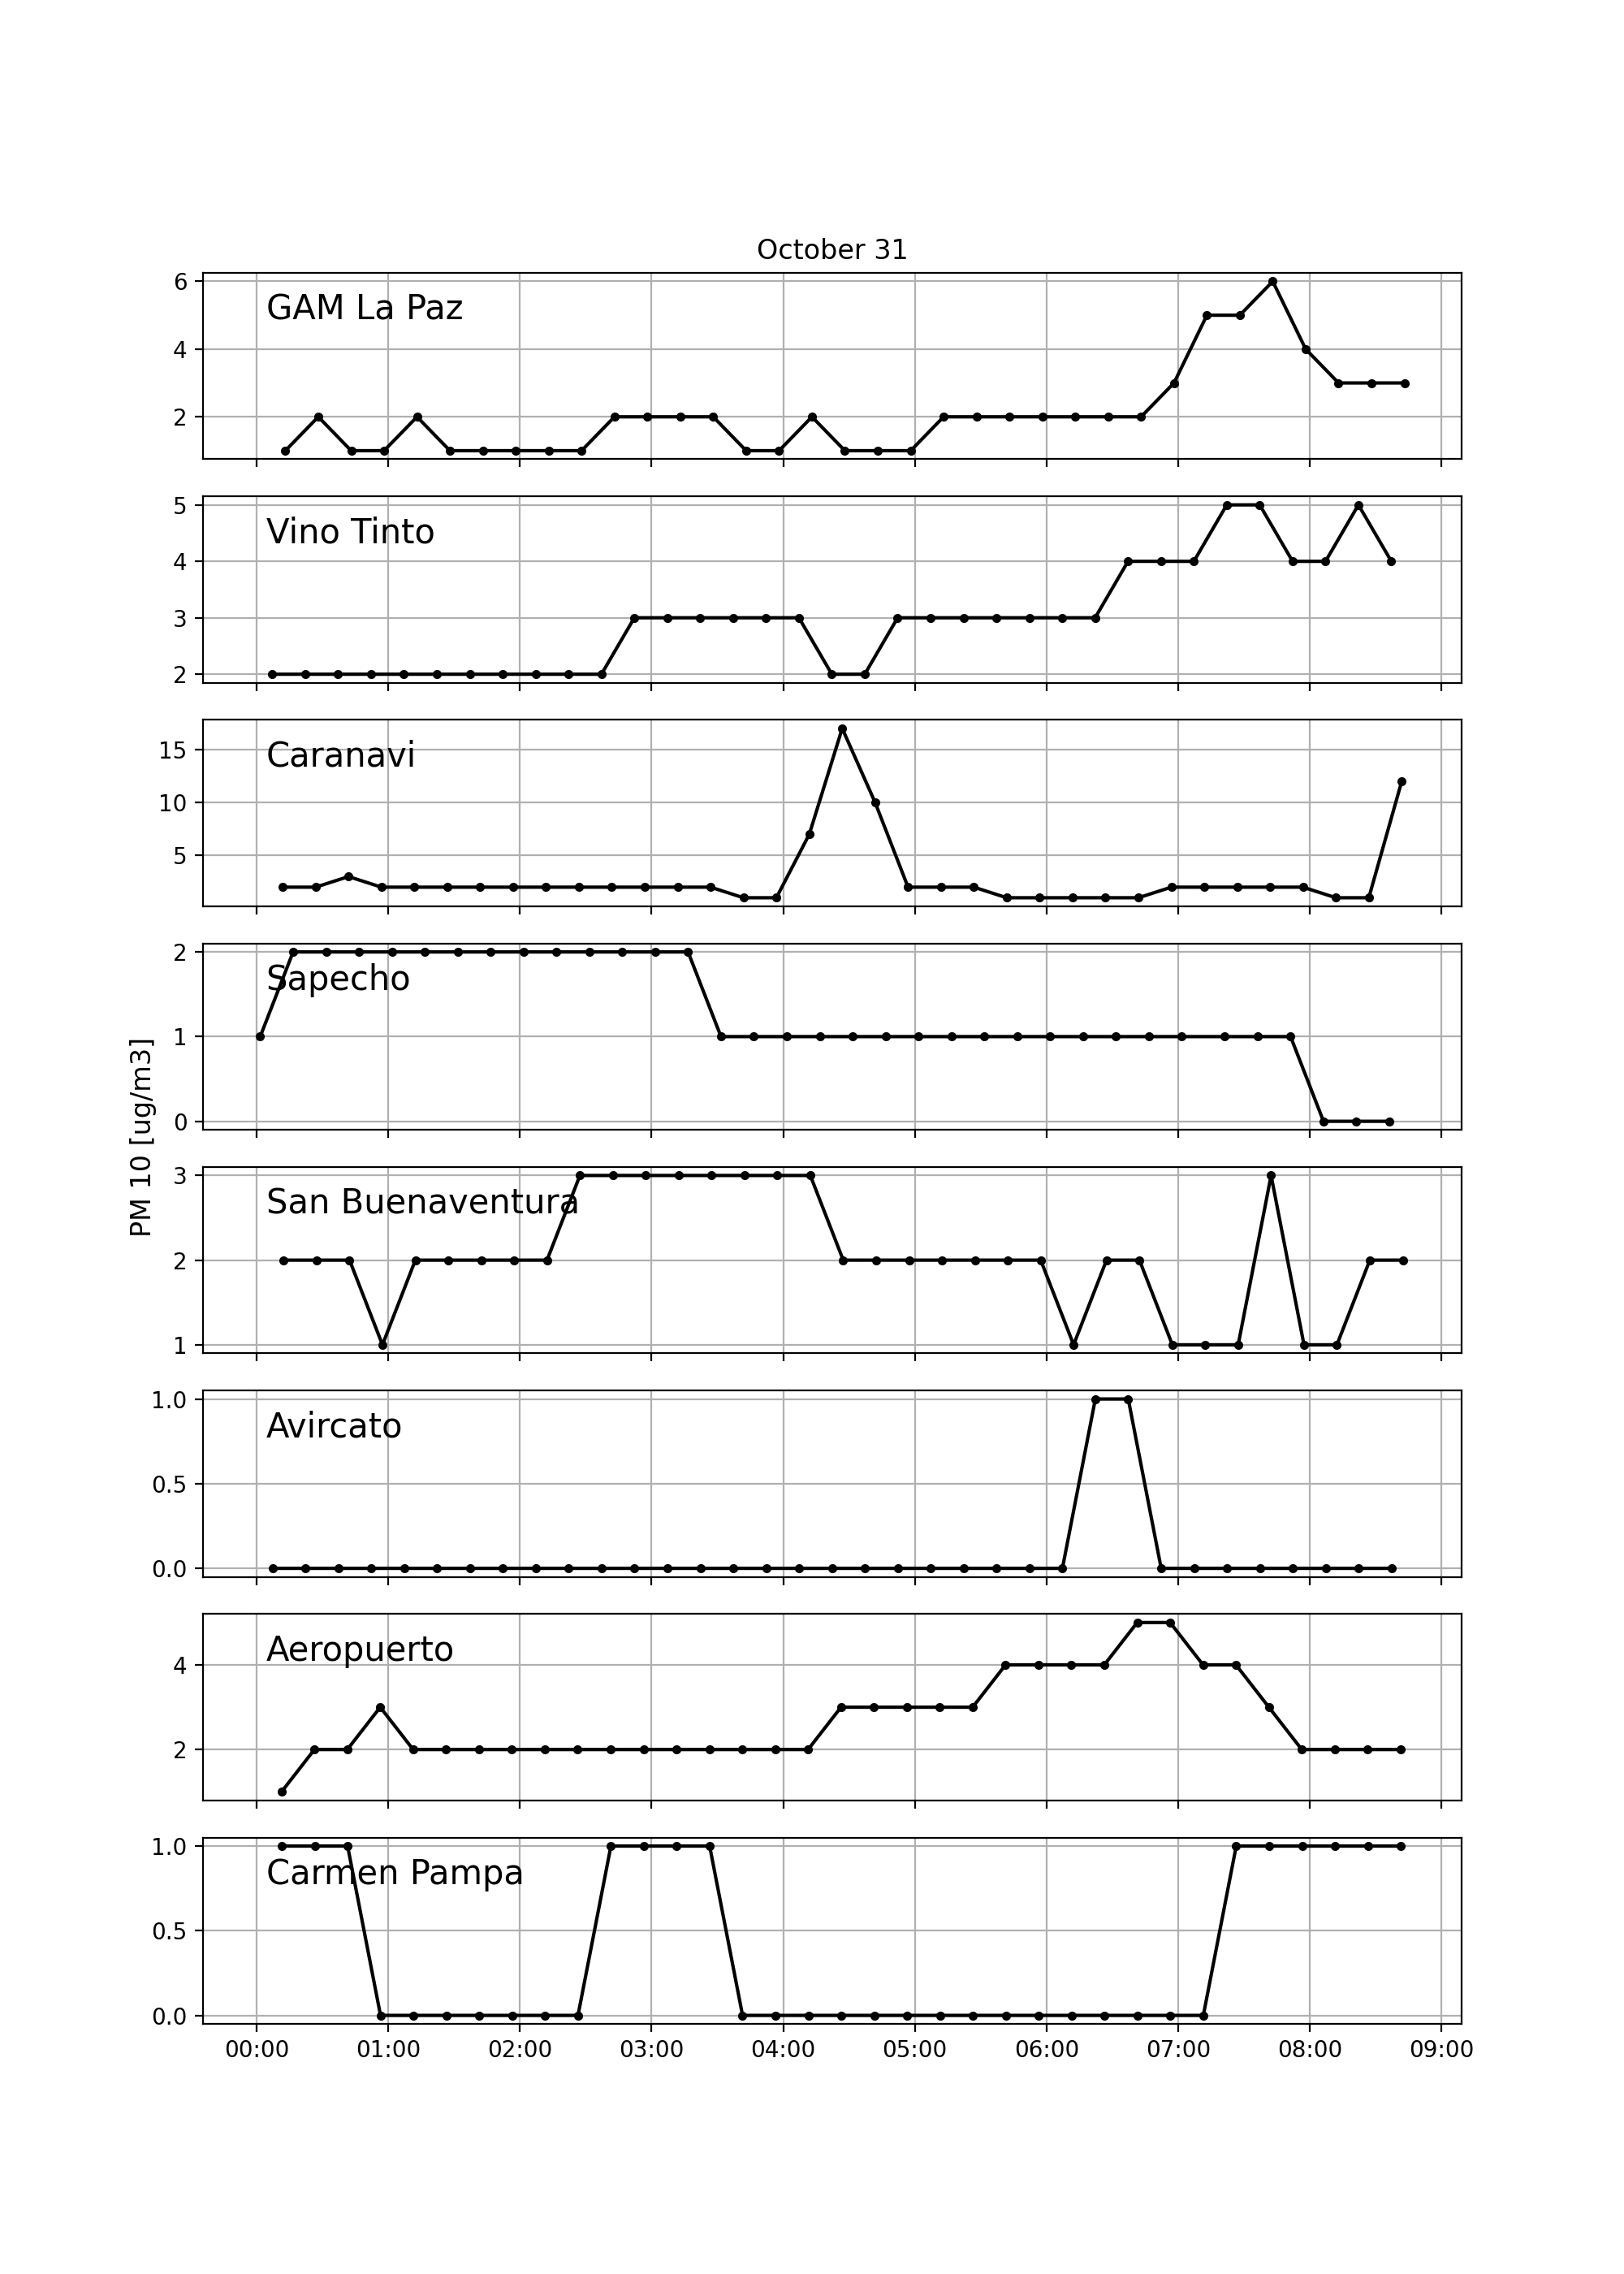 October 31
6
GAM La Paz
4
2
5
Vino Tinto
4
3
2
15
Caranavi
10
5
2
Sapecho
1
0
PM 10 [ug/m3]
3
San Buenaventura
2
1
1.0
Avircato
0.5
0.0
Aeropuerto
4
2
1.0
Carmen Pampa
0.5
0.0
00:00 01:00 02:00 03:00 04:00 05:00 06:00 07:00 08:00 09:00